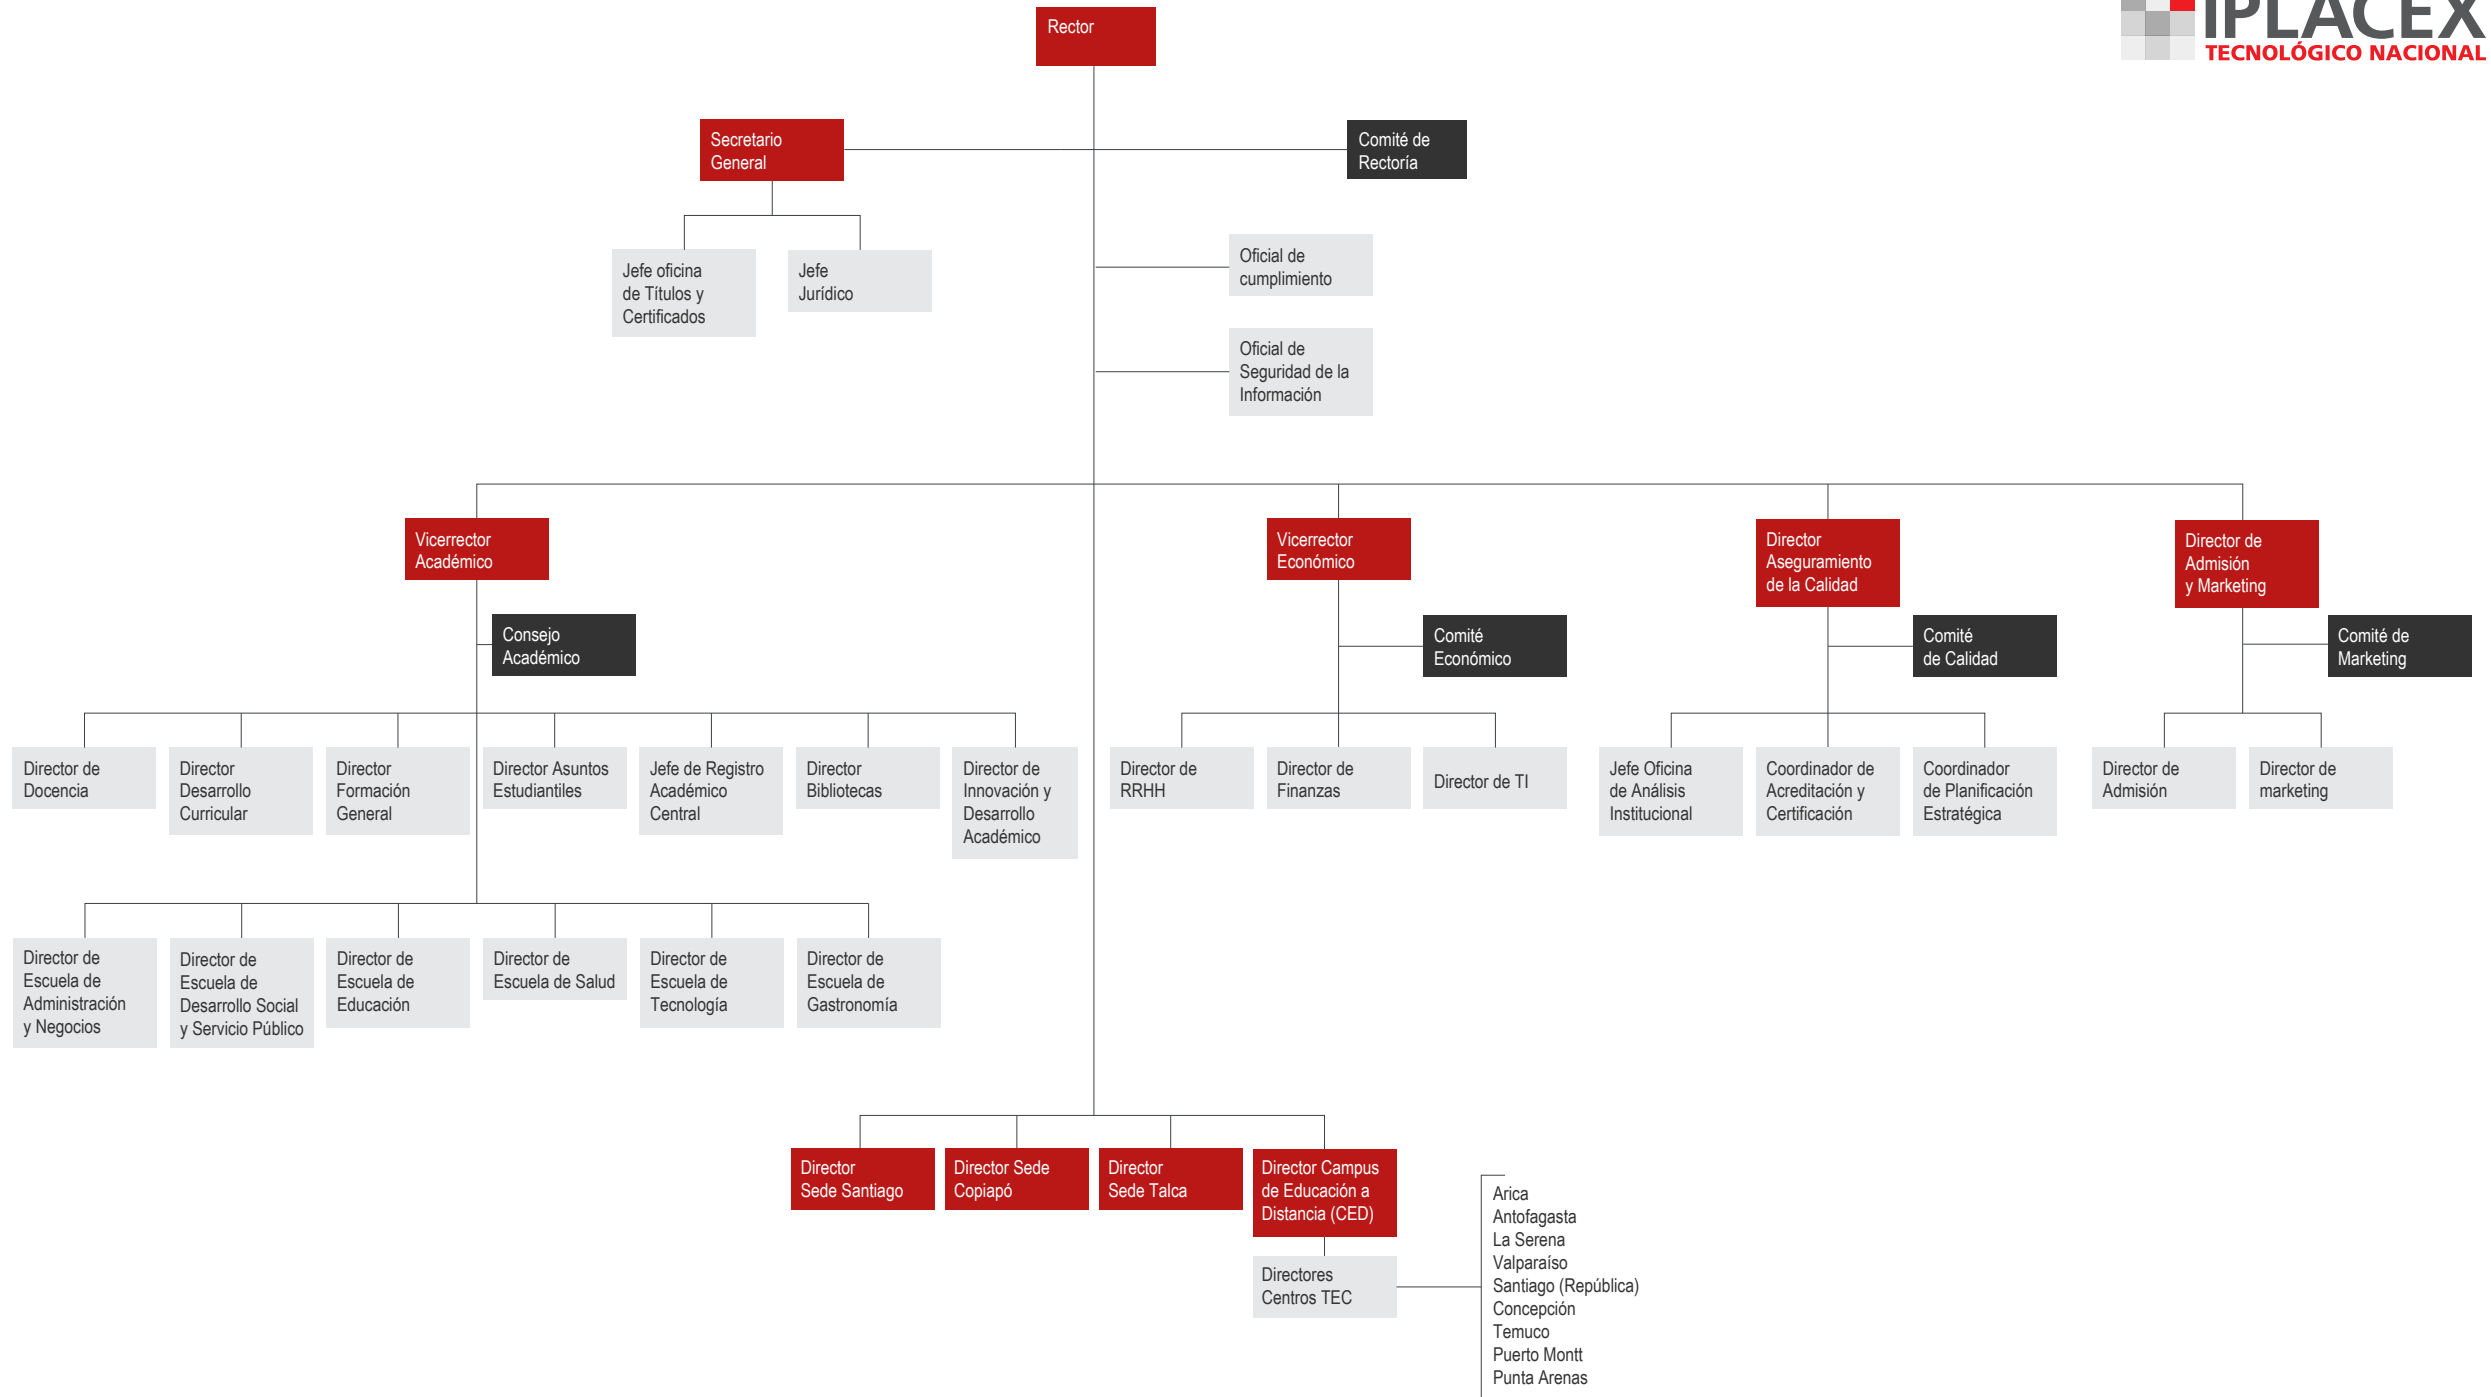 Rector
IPLACEX
TECNOLÓGICO NACIONAL
Secretario
General
Comité de
Rectoría
Jefe oficina
de Títulos y
Certificados
Jefe
Jurídico
Oficial de
cumplimiento
Oficial de
Seguridad de la
Información
Vicerrector
Académico
Vicerrector
Económico
Director
Aseguramiento
de la Calidad
Director de
Admisión
y Marketing
Consejo
Académico
Comité
Económico
Comité
de Calidad
Comité de
Marketing
Director de
Docencia
Director
Desarrollo
Curricular
Director
Formación
General
Director Asuntos
Estudiantiles
Jefe de Registro
Académico
Central
Director
Bibliotecas
Director de
Innovación y
Desarrollo
Académico
Director de
RRHH
Director de
Finanzas
Director de TI
Jefe Oficina
de Análisis
Institucional
Coordinador de
Acreditación y
Certificación
Coordinador
de Planificación
Estratégica
Director de
Admisión
Director de
marketing
Director de
Escuela de
Administración
y Negocios
Director de
Escuela de
Desarrollo Social
y Servicio Público
Director de
Escuela de
Educación
Director de
Escuela de Salud
Director de
Escuela de
Tecnología
Director de
Escuela de
Gastronomía
Director
Sede Santiago
Director Sede
Copiapó
Director
Sede Talca
Director Campus
de Educación a
Distancia (CED)
Directores
Centros TEC
Arica
Antofagasta
La Serena
Valparaíso
Santiago (República)
Concepción
Temuco
Puerto Montt
Punta Arenas